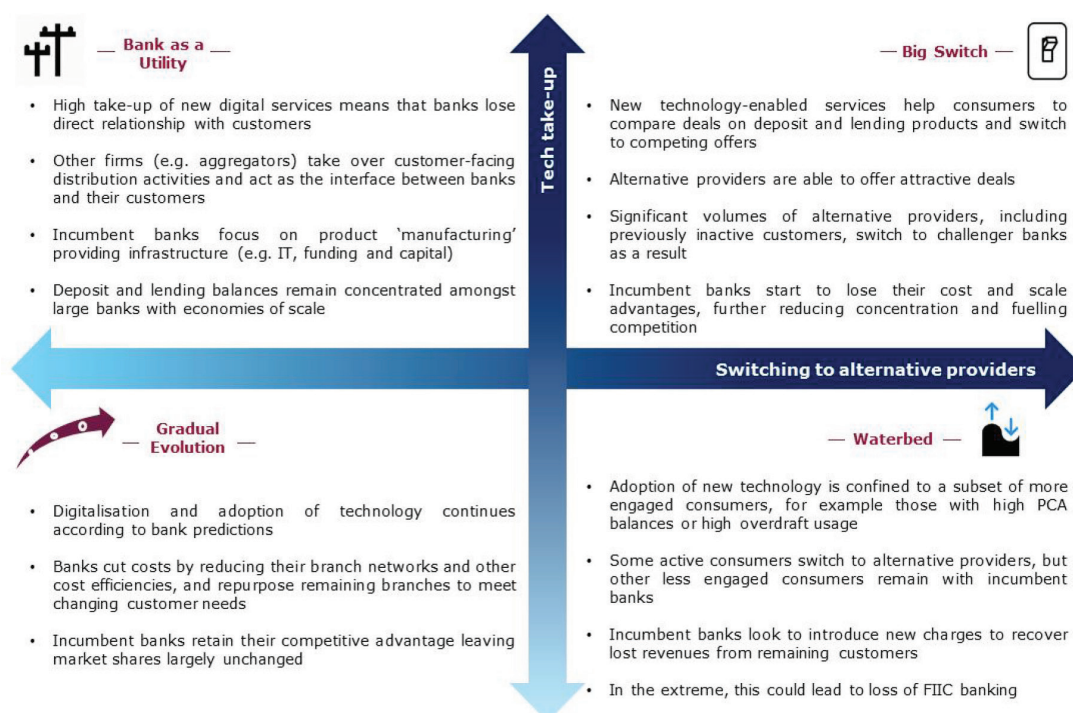 Bank as a
Utility
• High take-up of new digital services means that banks lose
direct relationship with customers
• Other firms (e.g. aggregators) take over customer-facing
distribution activities and act as the interface between banks
and their customers
• Incumbent banks focus on product ‘manufacturing’
providing infrastructure (e.g. IT, funding and capital)
• Deposit and lending balances remain concentrated amongst
large banks with economies of scale
Tech take-up
Big Switch
• New technology-enabled services help consumers to
compare deals on deposit and lending products and switch
to competing offers
• Alternative providers are able to offer attractive deals
• Significant volumes of alternative providers, including
previously inactive customers, switch to challenger banks
as a result
• Incumbent banks start to lose their cost and scale
advantages, further reducing concentration and fuelling
competition
Switching to alternative providers
Gradual
Evolution
• Digitalisation and adoption of technology continues
according to bank predictions
• Banks cut costs by reducing their branch networks and other
cost efficiencies, and repurpose remaining branches to meet
changing customer needs
• Incumbent banks retain their competitive advantage leaving
market shares largely unchanged
Waterbed
• Adoption of new technology is confined to a subset of more
engaged consumers, for example those with high PCA
balances or high overdraft usage
• Some active consumers switch to alternative providers, but
other less engaged consumers remain with incumbent
banks
• Incumbent banks look to introduce new charges to recover
lost revenues from remaining customers
• In the extreme, this could lead to loss of FIIC banking